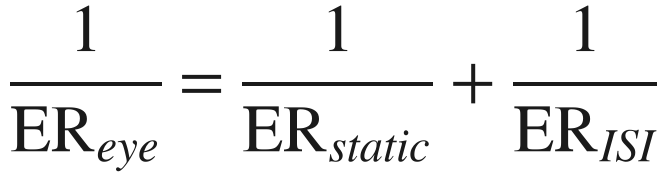 1/ER_eye = 1/ER_static + 1/ER_ISI